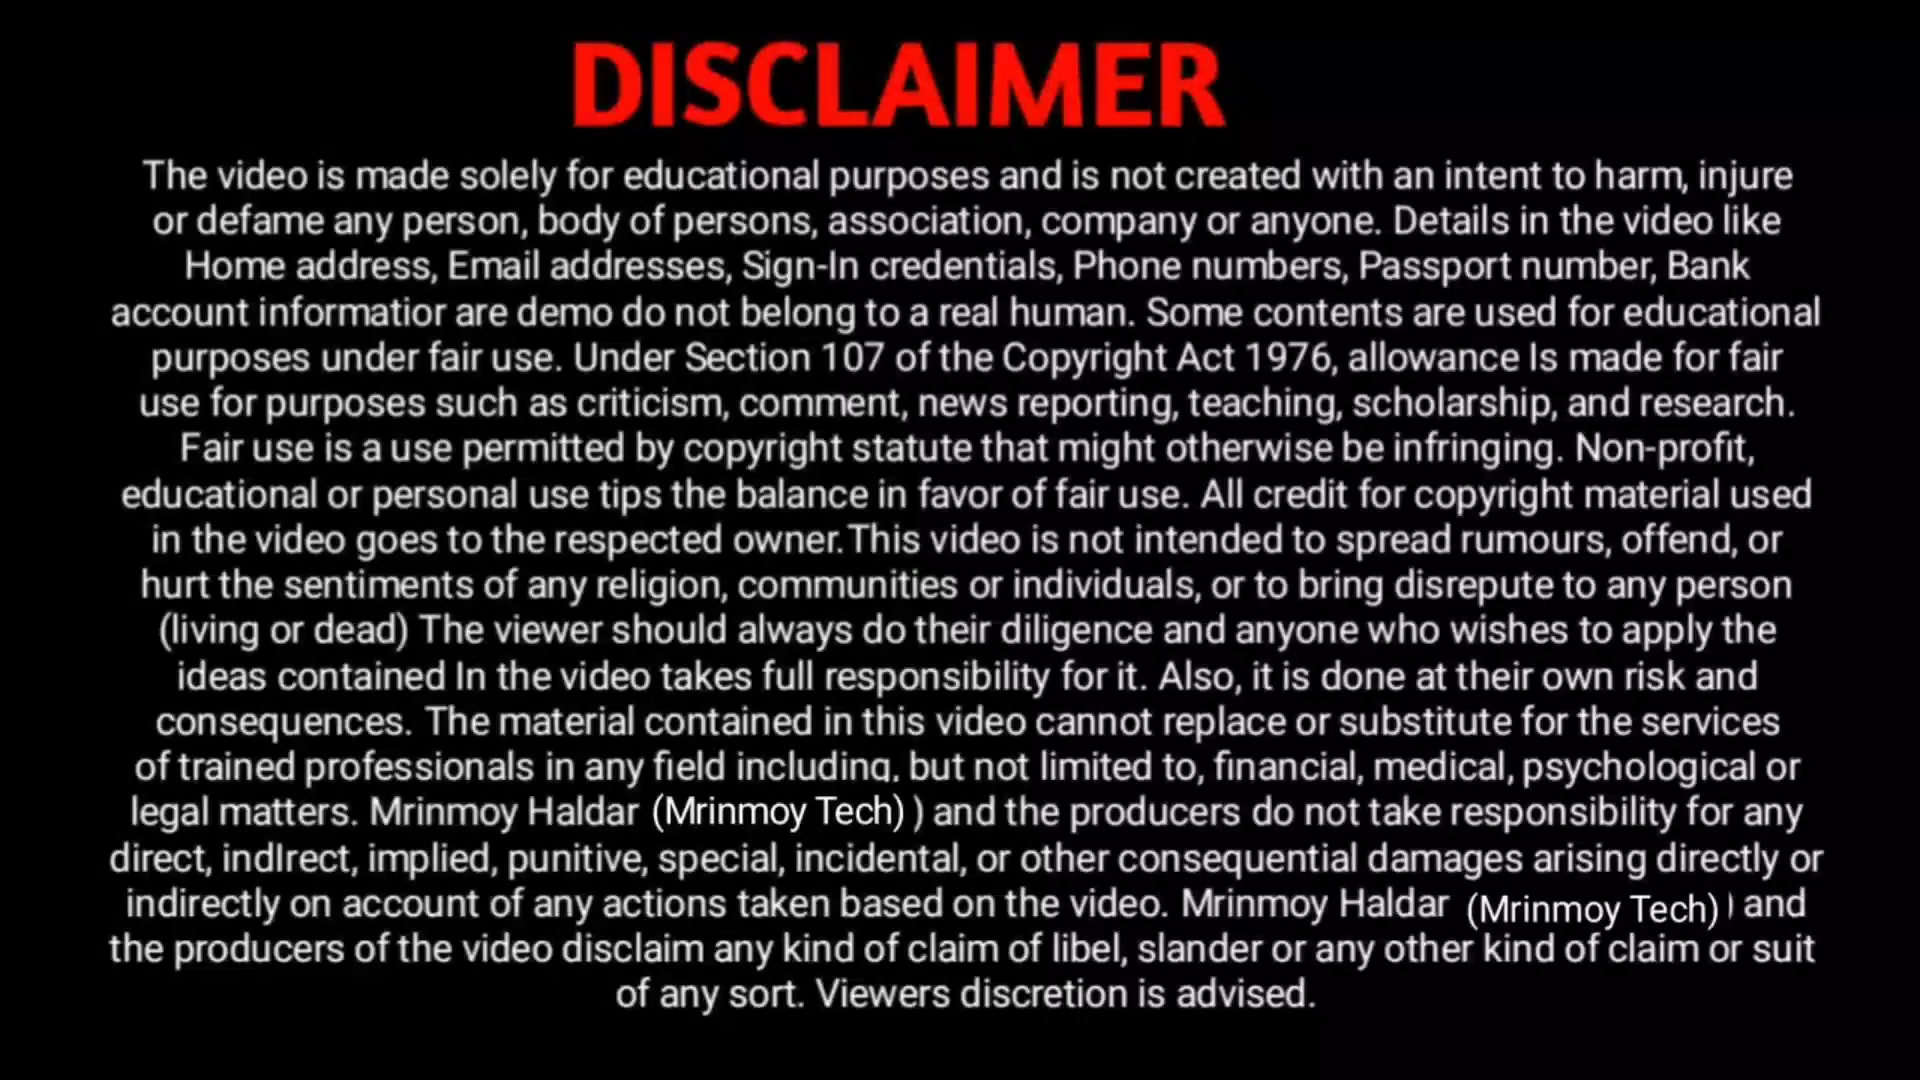 DISCLAIMER
The video is made solely for educational purposes and is not created with an intent to harm, injure
or defame any person, body of persons, association, company or anyone. Details in the video like
Home address, Email addresses, Sign-In credentials, Phone numbers, Passport number, Bank
account informatior are demo do not belong to a real human. Some contents are used for educational
purposes under fair use. Under Section 107 of the Copyright Act 1976, allowance Is made for fair
use for purposes such as criticism, comment, news reporting, teaching, scholarship, and research.
Fair use is a use permitted by copyright statute that might otherwise be infringing. Non-profit,
educational or personal use tips the balance in favor of fair use. All credit for copyright material used
in the video goes to the respected owner.This video is not intended to spread rumours, offend, or
hurt the sentiments of any religion, communities or individuals, or to bring disrepute to any person
(living or dead) The viewer should always do their diligence and anyone who wishes to apply the
ideas contained In the video takes full responsibility for it. Also, it is done at their own risk and
consequences. The material contained in this video cannot replace or substitute for the services
of trained professionals in any field including, but not limited to, financial, medical, psychological or
legal matters. Mrinmoy Haldar (Mrinmoy Tech) ) and the producers do not take responsibility for any
direct, indIrect, implied, punitive, special, incidental, or other consequential damages arising directly or
indirectly on account of any actions taken based on the video. Mrinmoy Haldar (Mrinmoy Tech) ) and
the producers of the video disclaim any kind of claim of libel, slander or any other kind of claim or suit
of any sort. Viewers discretion is advised.